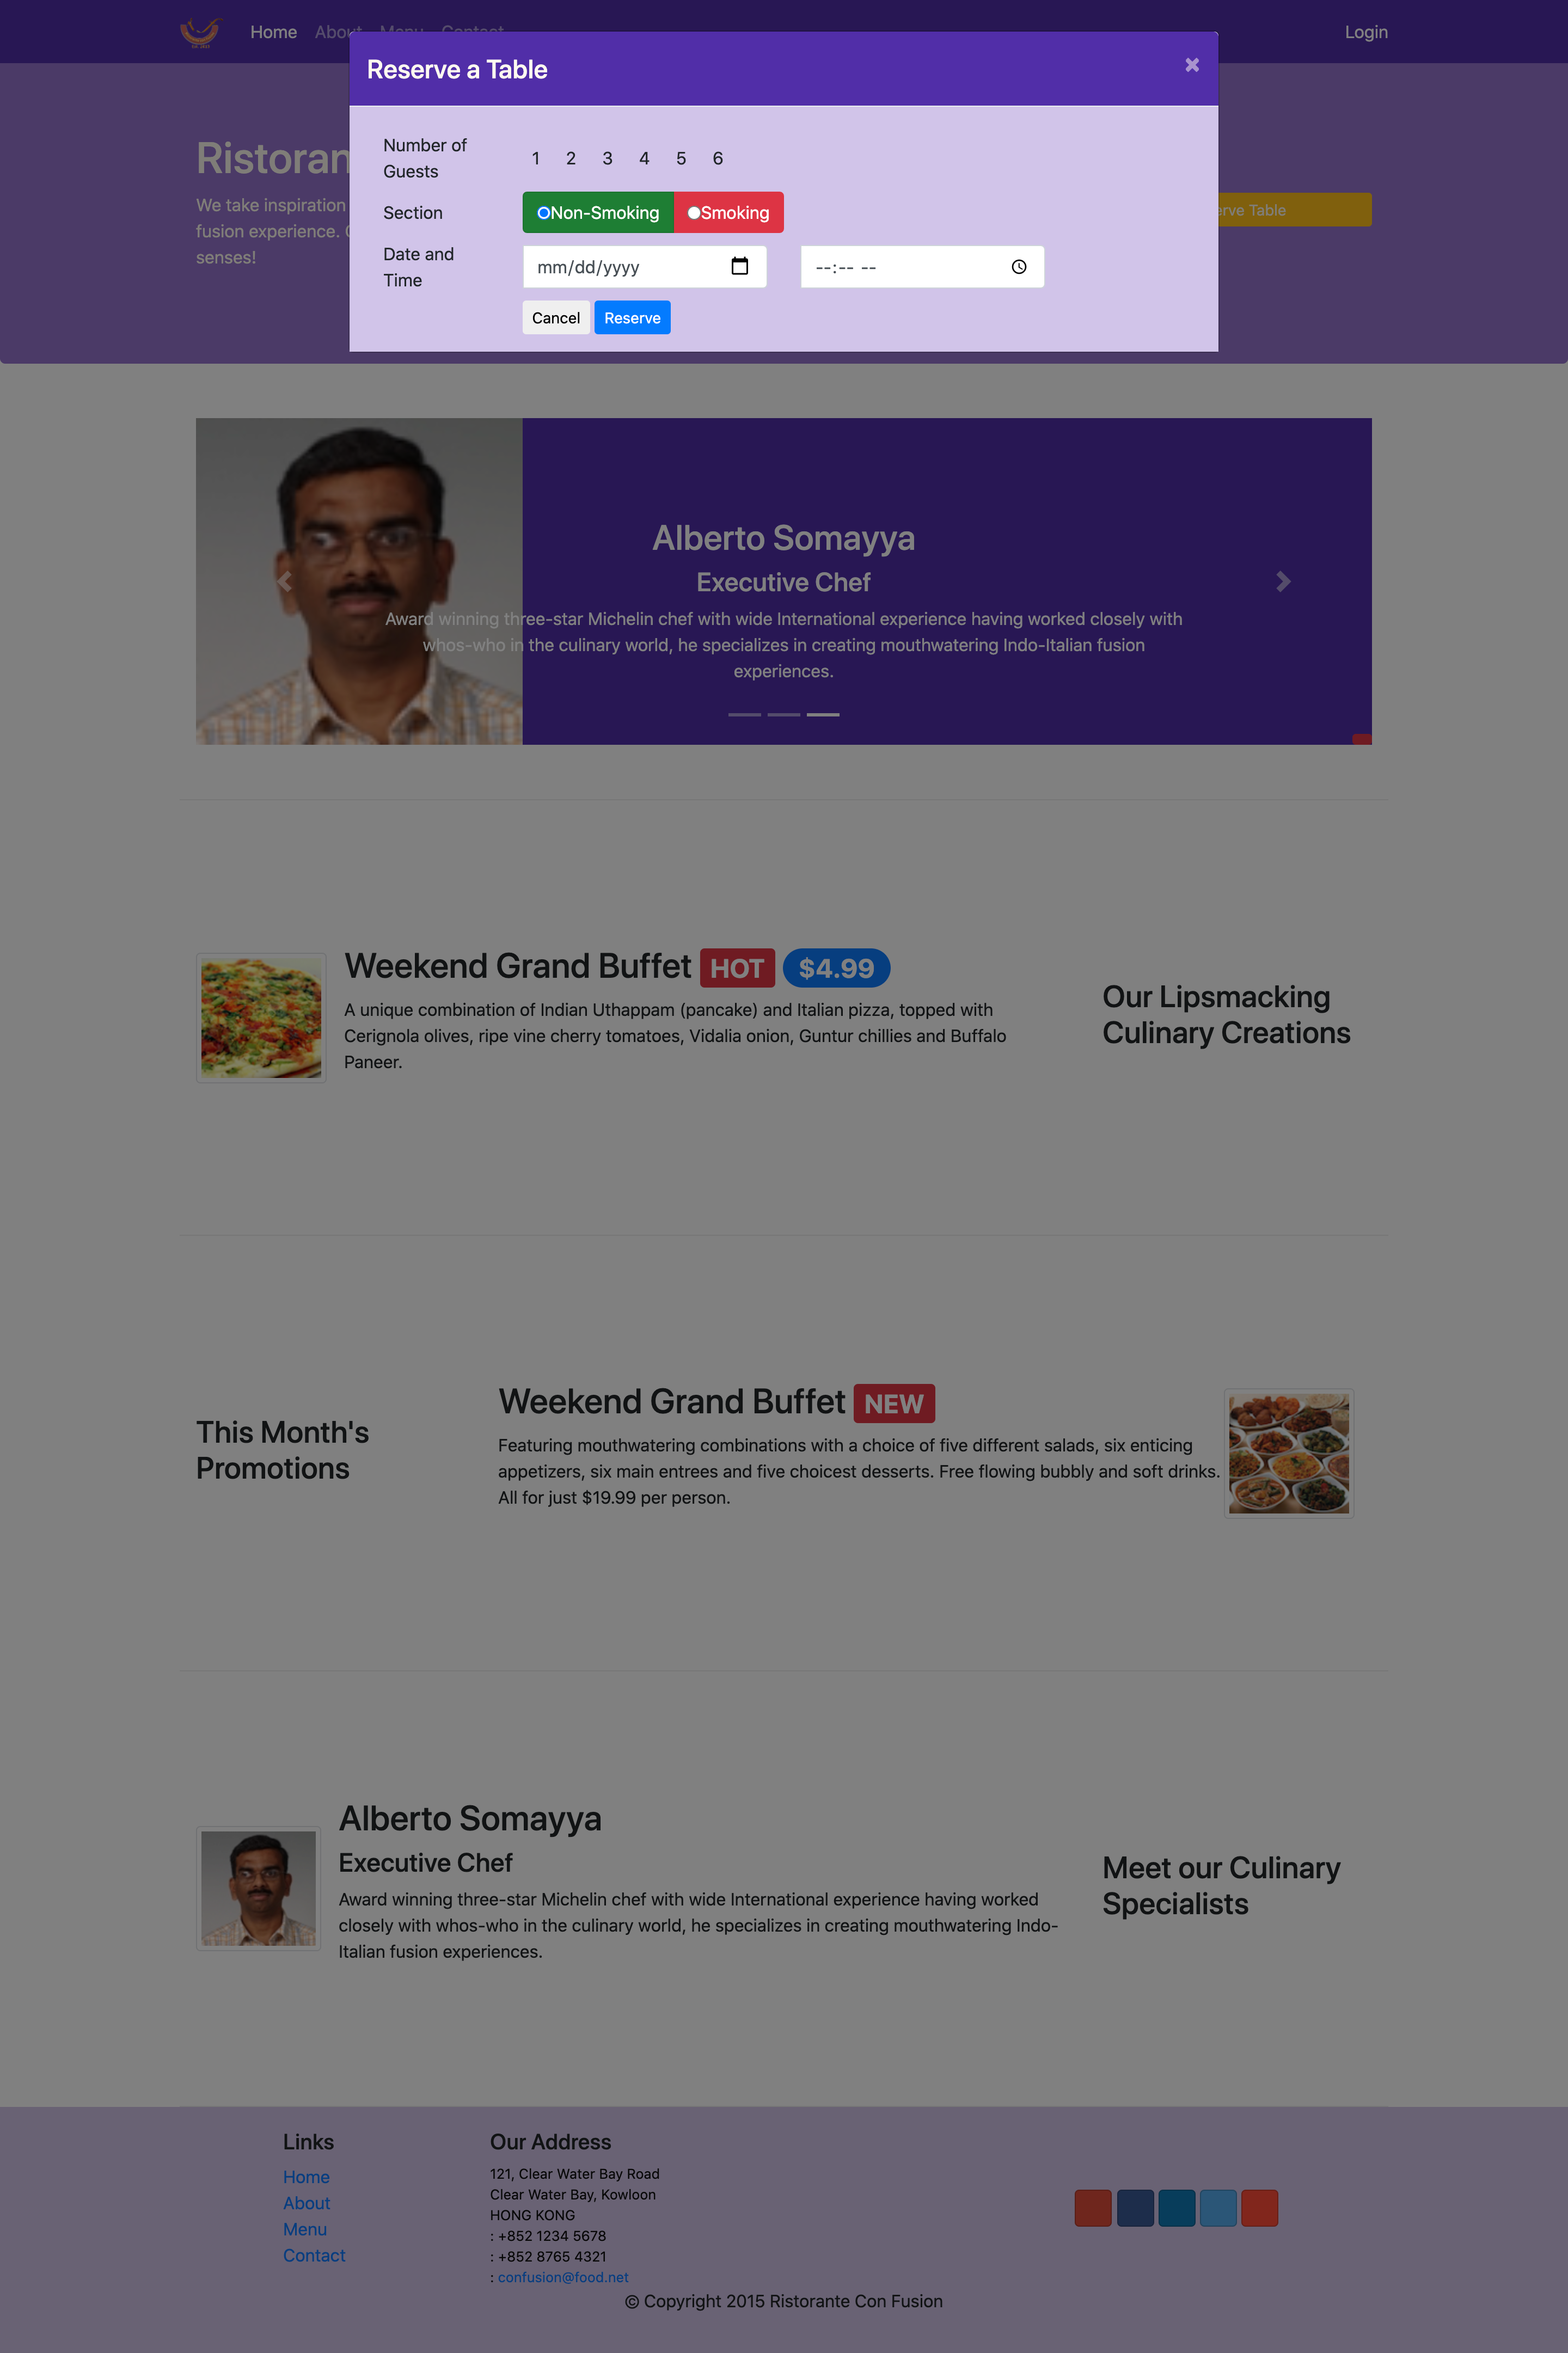 Home About Menu Contact Login
Reserve a Table ×
Number of
Guests
1 2 3 4 5 6
Section
Non-Smoking Smoking
Date and
Time
mm/dd/yyyy
--:-- --
Cancel Reserve
Ristoran
We take inspiration
fusion experience.
senses!
erve Table
Alberto Somayya
Executive Chef
Award winning three-star Michelin chef with wide International experience having worked closely with
whos-who in the culinary world, he specializes in creating mouthwatering Indo-Italian fusion
experiences.
Weekend Grand Buffet HOT $4.99
A unique combination of Indian Uthappam (pancake) and Italian pizza, topped with
Cerignola olives, ripe vine cherry tomatoes, Vidalia onion, Guntur chillies and Buffalo
Paneer.
Our Lipsmacking
Culinary Creations
This Month's
Promotions
Weekend Grand Buffet NEW
Featuring mouthwatering combinations with a choice of five different salads, six enticing
appetizers, six main entrees and five choicest desserts. Free flowing bubbly and soft drinks.
All for just $19.99 per person.
Alberto Somayya
Executive Chef
Award winning three-star Michelin chef with wide International experience having worked
closely with whos-who in the culinary world, he specializes in creating mouthwatering Indo-
Italian fusion experiences.
Meet our Culinary
Specialists
Links
Home
About
Menu
Contact
Our Address
121, Clear Water Bay Road
Clear Water Bay, Kowloon
HONG KONG
: +852 1234 5678
: +852 8765 4321
: confusion@food.net
© Copyright 2015 Ristorante Con Fusion